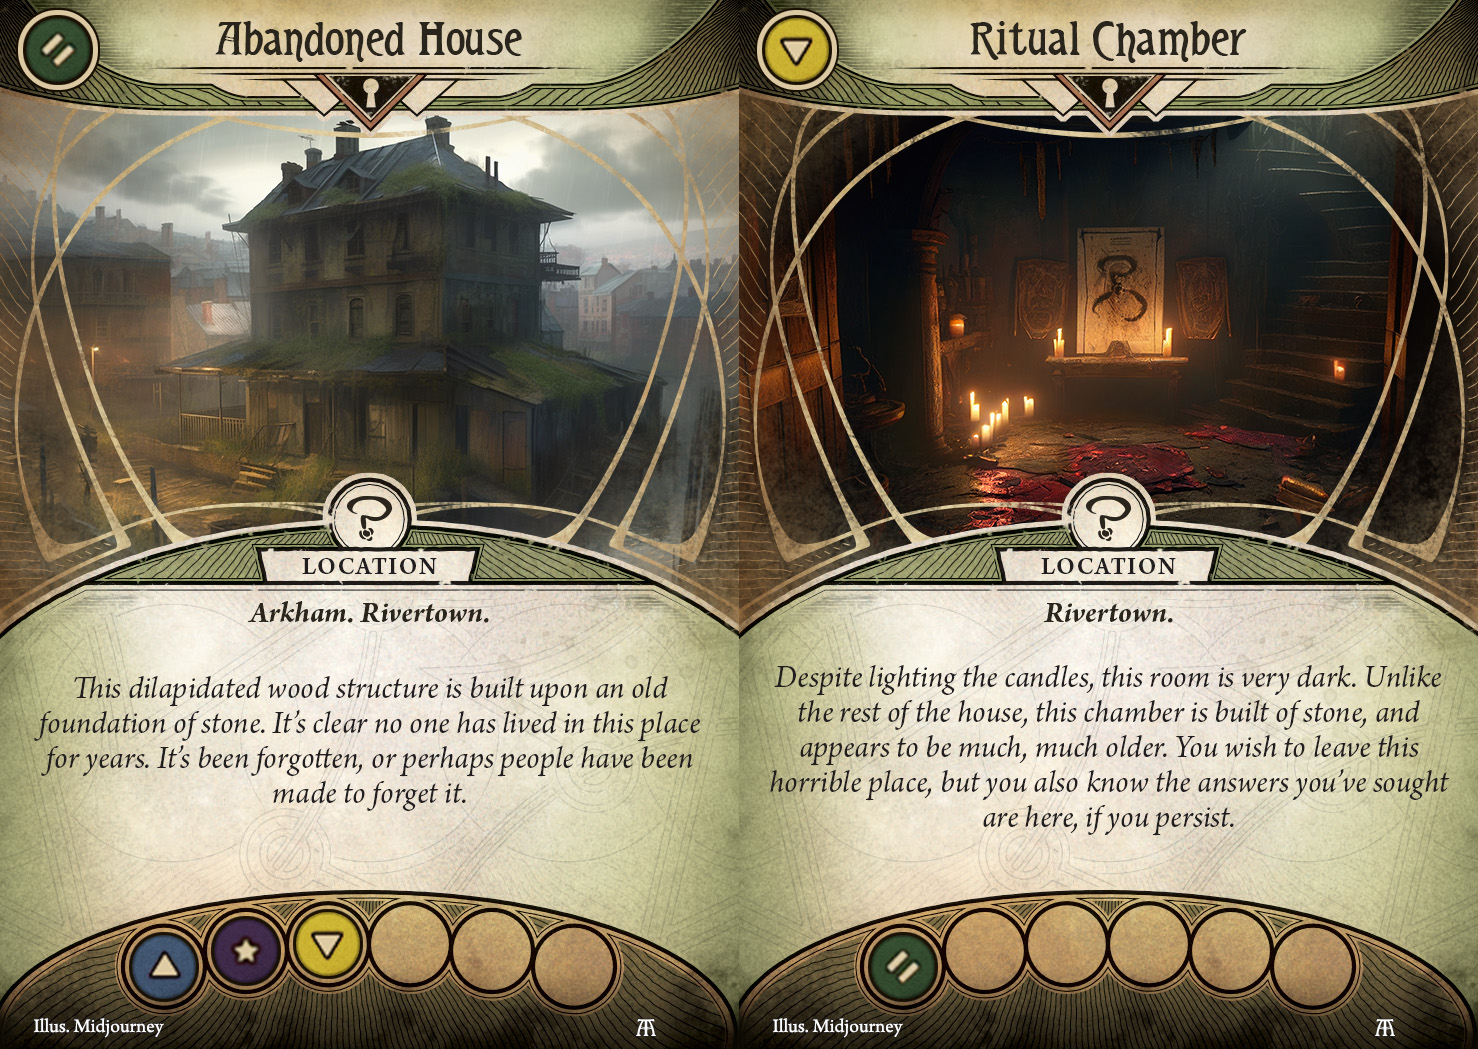 Abandoned House
LOCATION
Arkham. Rivertown.
This dilapidated wood structure is built upon an old
foundation of stone. It's clear no one has lived in this place
for years. It's been forgotten, or perhaps people have been
made to forget it.
Illus. Midjourney
Ritual Chamber
LOCATION
Rivertown.
Despite lighting the candles, this room is very dark. Unlike
the rest of the house, this chamber is built of stone, and
appears to be much, much older. You wish to leave this
horrible place, but you also know the answers you've sought
are here, if you persist.
Illus. Midjourney